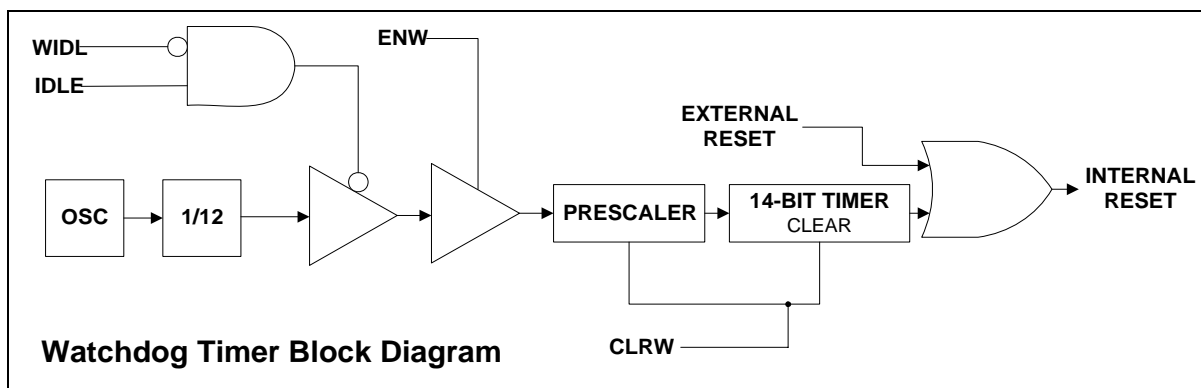 WIDL
IDLE
ENW
EXTERNAL
RESET
INTERNAL
RESET
OSC
1/12
PRESCALER
14-BIT TIMER
CLEAR
CLRW
Watchdog Timer Block Diagram